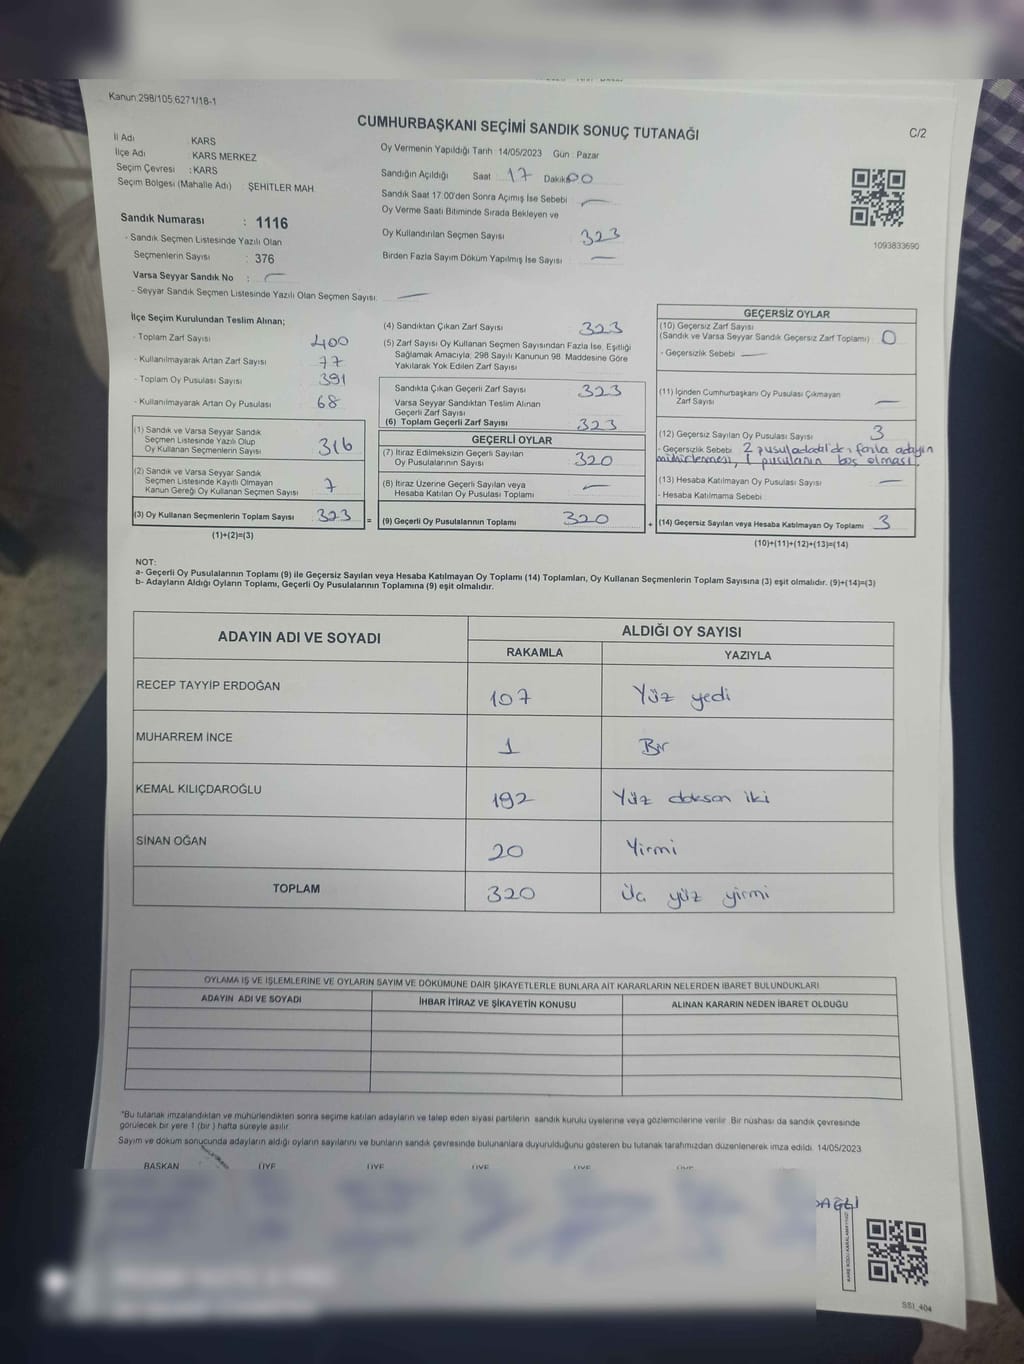 Kanun:298/105:6271/18-1
CUMHURBAŞKANI SEÇİMİ SANDIK SONUÇ TUTANAĞI
C/2
İl Adı : KARS
İlçe Adı : KARS MERKEZ
Seçim Çevresi : KARS
Seçim Bölgesi (Mahalle Adı) : ŞEHİTLER MAH
Sandık Numarası : 1116
- Sandık Seçmen Listesinde Yazılı Olan
Seçmenlerin Sayısı : 376
Varsa Seyyar Sandık No : —
- Seyyar Sandık Seçmen Listesinde Yazılı Olan Seçmen Sayısı: —
Oy Vermenin Yapıldığı Tarih 14/05/2023 Gün : Pazar
Sandığın Açıldığı Saat 17 Dakika 00
Sandık Saat 17.00'den Sonra Açımış İse Sebebi —
Oy Verme Saati Bitiminde Sırada Bekleyen ve
Oy Kullandırılan Seçmen Sayısı 323
Birden Fazla Sayım Döküm Yapılmış İse Sayısı —
1093833690
İlçe Seçim Kurulundan Teslim Alınan;
- Toplam Zarf Sayısı 400
- Kullanılmayarak Artan Zarf Sayısı 77
- Toplam Oy Pusulası Sayısı 391
- Kullanılmayarak Artan Oy Pusulası 68
(1) Sandık ve Varsa Seyyar Sandık
Seçmen Listesinde Yazılı Olup
Oy Kullanan Seçmenlerin Sayısı 316
(2) Sandık ve Varsa Seyyar Sandık
Seçmen Listesinde Kayıtlı Olmayan
Kanun Gereği Oy Kullanan Seçmen Sayısı 7
(3) Oy Kullanan Seçmenlerin Toplam Sayısı 323 =
(1)+(2)=(3)
(4) Sandıktan Çıkan Zarf Sayısı 323
(5) Zarf Sayısı Oy Kullanan Seçmen Sayısından Fazla İse, Eşitliği
Sağlamak Amacıyla, 298 Sayılı Kanunun 98. Maddesine Göre
Yakılarak Yok Edilen Zarf Sayısı
Sandıkta Çıkan Geçerli Zarf Sayısı 323
Varsa Seyyar Sandıktan Teslim Alınan
Geçerli Zarf Sayısı
(6) Toplam Geçerli Zarf Sayısı 323
GEÇERLİ OYLAR
(7) İtiraz Edilmeksizin Geçerli Sayılan
Oy Pusulalarının Sayısı 320
(8) İtiraz Üzerine Geçerli Sayılan veya
Hesaba Katılan Oy Pusulası Toplamı —
(9) Geçerli Oy Pusulalarının Toplamı 320 +
GEÇERSİZ OYLAR
(10) Geçersiz Zarf Sayısı
(Sandık ve Varsa Seyyar Sandık Geçersiz Zarf Toplamı) 0
- Geçersizlik Sebebi —
(11) İçinden Cumhurbaşkanı Oy Pusulası Çıkmayan
Zarf Sayısı —
(12) Geçersiz Sayılan Oy Pusulası Sayısı 3
- Geçersizlik Sebebi 2 pusulada fazla adayın
mühürlenmesi, 1 pusulanın boş olması.
(13) Hesaba Katılmayan Oy Pusulası Sayısı —
- Hesaba Katılmama Sebebi
(14) Geçersiz Sayılan veya Hesaba Katılmayan Oy Toplamı 3
(10)+(11)+(12)+(13)=(14)
NOT:
a- Geçerli Oy Pusulalarının Toplamı (9) ile Geçersiz Sayılan veya Hesaba Katılmayan Oy Toplamı (14) Toplamları, Oy Kullanan Seçmenlerin Toplam Sayısına (3) eşit olmalıdır. (9)+(14)=(3)
b- Adayların Aldığı Oyların Toplamı, Geçerli Oy Pusulalarının Toplamına (9) eşit olmalıdır.
ADAYIN ADI VE SOYADI ALDIĞI OY SAYISI
RAKAMLA YAZIYLA
RECEP TAYYİP ERDOĞAN 107 Yüz yedi
MUHARREM İNCE 1 Bir
KEMAL KILIÇDAROĞLU 192 Yüz doksan iki
SİNAN OĞAN 20 Yirmi
TOPLAM 320 Üç yüz yirmi
OYLAMA İŞ VE İŞLEMLERİNE VE OYLARIN SAYIM VE DÖKÜMÜNE DAİR ŞİKAYETLERLE BUNLARA AİT KARARLARIN NELERDEN İBARET BULUNDUKLARI
ADAYIN ADI VE SOYADI İHBAR İTİRAZ VE ŞİKAYETİN KONUSU ALINAN KARARIN NEDEN İBARET OLDUĞU
"Bu tutanak imzalandıktan ve mühürlendikten sonra seçime katılan adayların ve talep eden siyasi partilerin sandık kurulu üyelerine veya gözlemcilerine verilir. Bir nüshası da sandık çevresinde
görülecek bir yere 1 (bir) hafta süreyle asılır.
Sayım ve döküm sonucunda adayların aldığı oyların sayılarını ve bunların sandık çevresinde bulunanlara duyurulduğunu gösteren bu tutanak tarafımızdan düzenlenerek imza edildi. 14/05/2023
BAŞKAN ÜYE ÜYE ÜYE ÜYE ÜYE
KARE KODU KARALAMAYINIZ
SS1_404